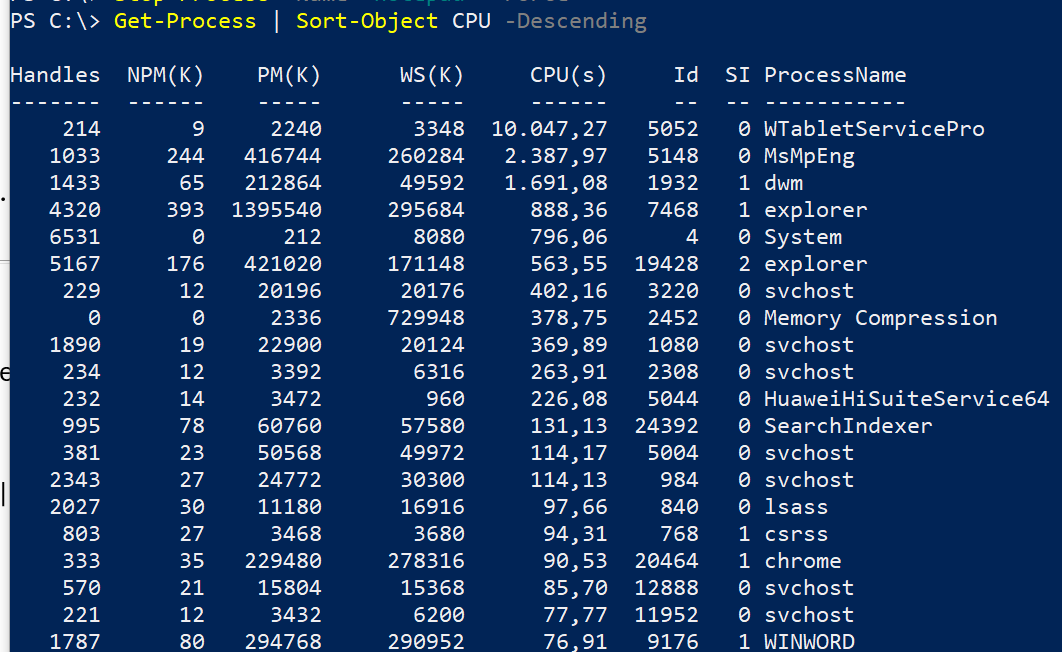 PS C:\> Get-Process | Sort-Object CPU -Descending
Handles NPM(K) PM(K) WS(K) CPU(s) Id SI ProcessName
------- ------ ----- ----- ------ -- -- -----------
214 9 2240 3348 10.047,27 5052 0 WTabletServicePro
1033 244 416744 260284 2.387,97 5148 0 MsMpEng
1433 65 212864 49592 1.691,08 1932 1 dwm
4320 393 1395540 295684 888,36 7468 1 explorer
6531 0 212 8080 796,06 4 0 System
5167 176 421020 171148 563,55 19428 2 explorer
229 12 20196 20176 402,16 3220 0 svchost
0 0 2336 729948 378,75 2452 0 Memory Compression
1890 19 22900 20124 369,89 1080 0 svchost
234 12 3392 6316 263,91 2308 0 svchost
232 14 3472 960 226,08 5044 0 HuaweiHiSuiteService64
995 78 60760 57580 131,13 24392 0 SearchIndexer
381 23 50568 49972 114,17 5004 0 svchost
2343 27 24772 30300 114,13 984 0 svchost
2027 30 11180 16916 97,66 840 0 lsass
803 27 3468 3680 94,31 768 1 csrss
333 35 229480 278316 90,53 20464 1 chrome
570 21 15804 15368 85,70 12888 0 svchost
221 12 3432 6200 77,77 11952 0 svchost
1787 80 294768 290952 76,91 9176 1 WINWORD